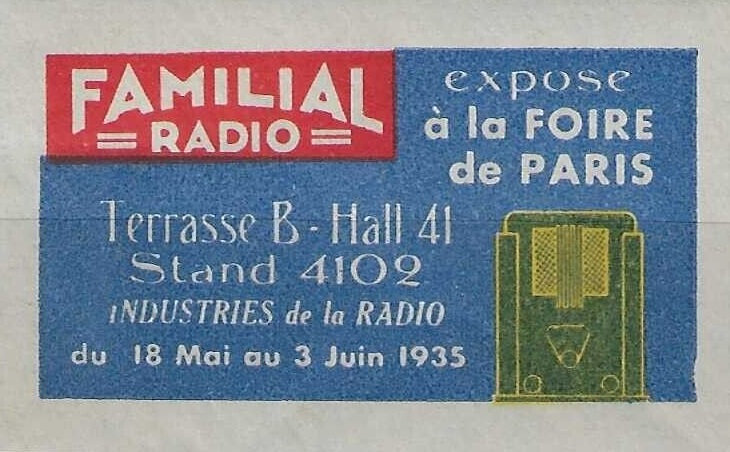 FAMILIAL
= RADIO =
expose
à la FOIRE
de PARIS
Terrasse B - Hall 41
Stand 4102
INDUSTRIES de la RADIO
du 18 Mai au 3 Juin 1935